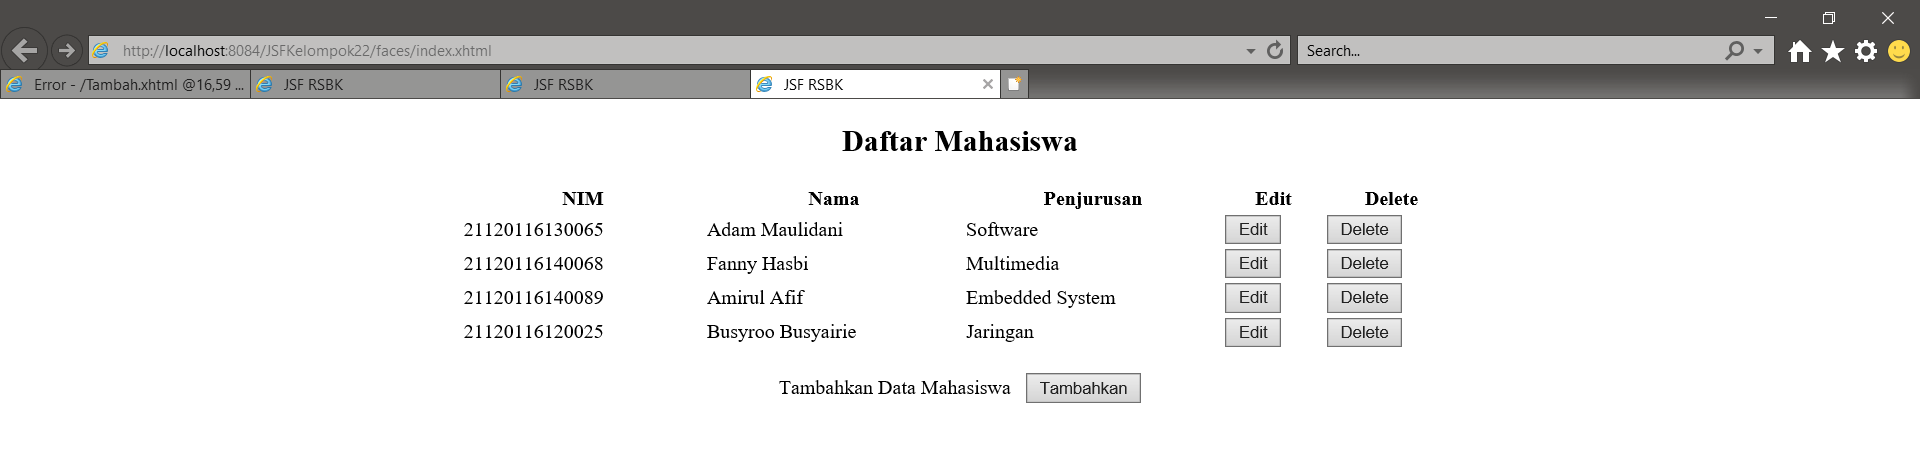 http://localhost:8084/JSFKelompok22/faces/index.xhtml Search...
Error - /Tambah.xhtml @16,59 ... JSF RSBK JSF RSBK JSF RSBK
Daftar Mahasiswa
NIM Nama Penjurusan Edit Delete
21120116130065 Adam Maulidani Software Edit Delete
21120116140068 Fanny Hasbi Multimedia Edit Delete
21120116140089 Amirul Afif Embedded System Edit Delete
21120116120025 Busyroo Busyairie Jaringan Edit Delete
Tambahkan Data Mahasiswa Tambahkan